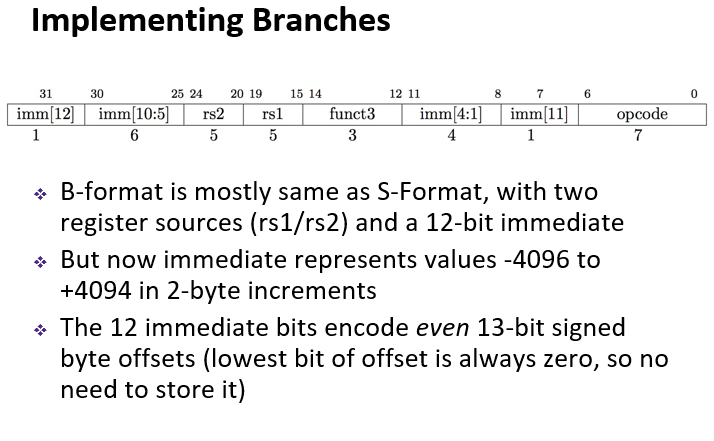 Implementing Branches
31 30 25 24 20 19 15 14 12 11 8 7 6 0
imm[12] imm[10:5] rs2 rs1 funct3 imm[4:1] imm[11] opcode
1 6 5 5 3 4 1 7
B-format is mostly same as S-Format, with two
register sources (rs1/rs2) and a 12-bit immediate
But now immediate represents values -4096 to
+4094 in 2-byte increments
The 12 immediate bits encode even 13-bit signed
byte offsets (lowest bit of offset is always zero, so no
need to store it)